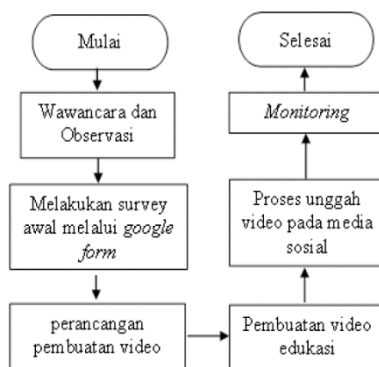 Mulai
Wawancara dan
Observasi
Melakukan survey
awal melalui google
form
perancangan
pembuatan video
Pembuatan video
edukasi
Proses unggah
video pada media
sosial
Monitoring
Selesai